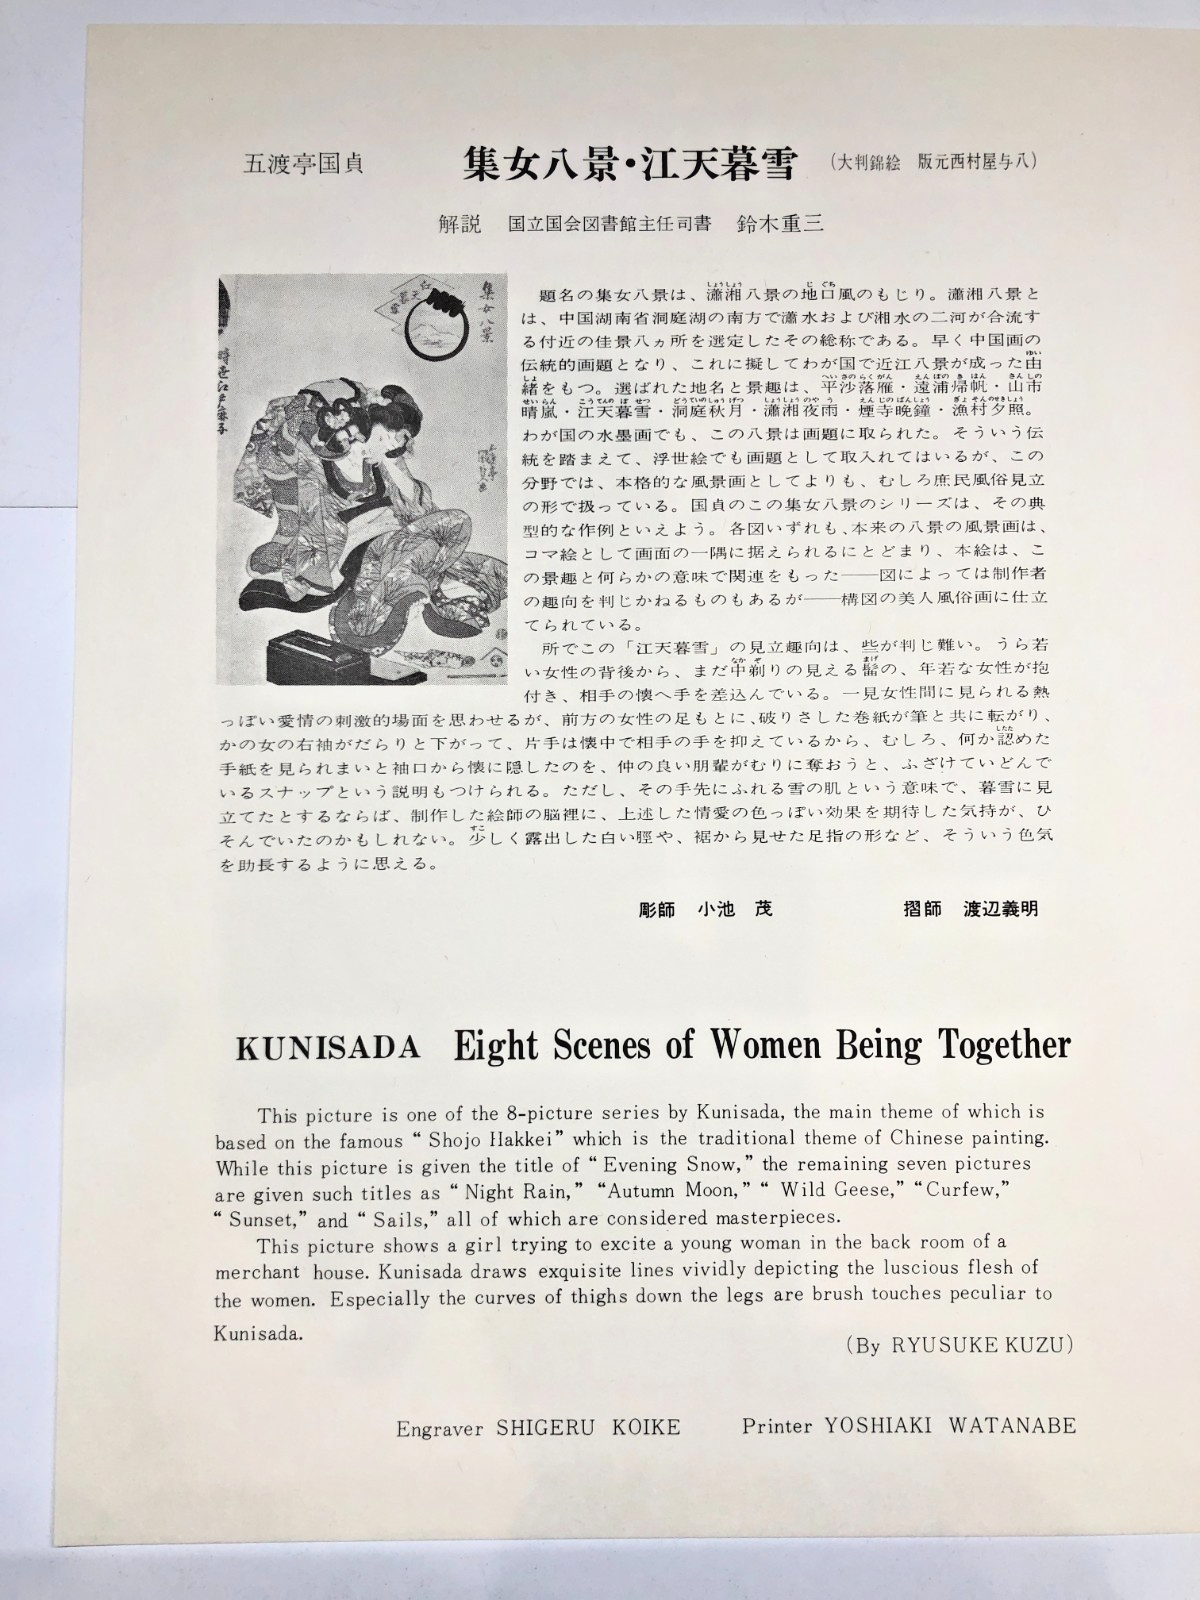 五渡亭国貞 集女八景・江天暮雪 (大判錦絵 版元西村屋与八)
解説 国立国会図書館主任司書 鈴木重三
集女八景
題名の集女八景は、瀟湘八景の地口風のもじり。瀟湘八景と
は、中国湖南省洞庭湖の南方で瀟水および湘水の二河が合流す
る付近の佳景八ヵ所を選定したその総称である。早く中国画の
伝統的画題となり、これに擬してわが国で近江八景が成った由
緒をもつ。選ばれた地名と景趣は、平沙落雁・遠浦帰帆・山市
晴嵐・江天暮雪・洞庭秋月・瀟湘夜雨・煙寺晩鐘・漁村夕照。
わが国の水墨画でも、この八景は画題に取られた。そういう伝
統を踏まえて、浮世絵でも画題として取入れてはいるが、この
分野では、本格的な風景画としてよりも、むしろ庶民風俗見立
の形で扱っている。国貞のこの集女八景のシリーズは、その典
型的な作例といえよう。各図いずれも、本来の八景の風景画は、
コマ絵として画面の一隅に据えられるにとどまり、本絵は、こ
の景趣と何らかの意味で関連をもった——図によっては制作者
の趣向を判じかねるものもあるが——構図の美人風俗画に仕立
てられている。
所でこの「江天暮雪」の見立趣向は、些が判じ難い。うら若
い女性の背後から、まだ中剃りの見える髷の、年若な女性が抱
付き、相手の懐へ手を差込んでいる。一見女性間に見られる熱
っぽい愛情の刺激的場面を思わせるが、前方の女性の足もとに、破りさした巻紙が筆と共に転がり、
かの女の右袖がだらりと下がって、片手は懐中で相手の手を抑えているから、むしろ、何か認めた
手紙を見られまいと袖口から懐に隠したのを、仲の良い朋輩がむりに奪おうと、ふざけていどんで
いるスナップという説明もつけられる。ただし、その手先にふれる雪の肌という意味で、暮雪に見
立てたとするならば、制作した絵師の脳裡に、上述した情愛の色っぽい効果を期待した気持が、ひ
そんでいたのかもしれない。少しく露出した白い脛や、裾から見せた足指の形など、そういう色気
を助長するように思える。
彫師 小池 茂 摺師 渡辺義明
KUNISADA Eight Scenes of Women Being Together
This picture is one of the 8-picture series by Kunisada, the main theme of which is
based on the famous “ Shojo Hakkei” which is the traditional theme of Chinese painting.
While this picture is given the title of “ Evening Snow,” the remaining seven pictures
are given such titles as “ Night Rain,” “Autumn Moon,” “ Wild Geese,” “Curfew,”
“ Sunset,” and “ Sails,” all of which are considered masterpieces.
This picture shows a girl trying to excite a young woman in the back room of a
merchant house. Kunisada draws exquisite lines vividly depicting the luscious flesh of
the women. Especially the curves of thighs down the legs are brush touches peculiar to
Kunisada.
(By RYUSUKE KUZU)
Engraver SHIGERU KOIKE Printer YOSHIAKI WATANABE